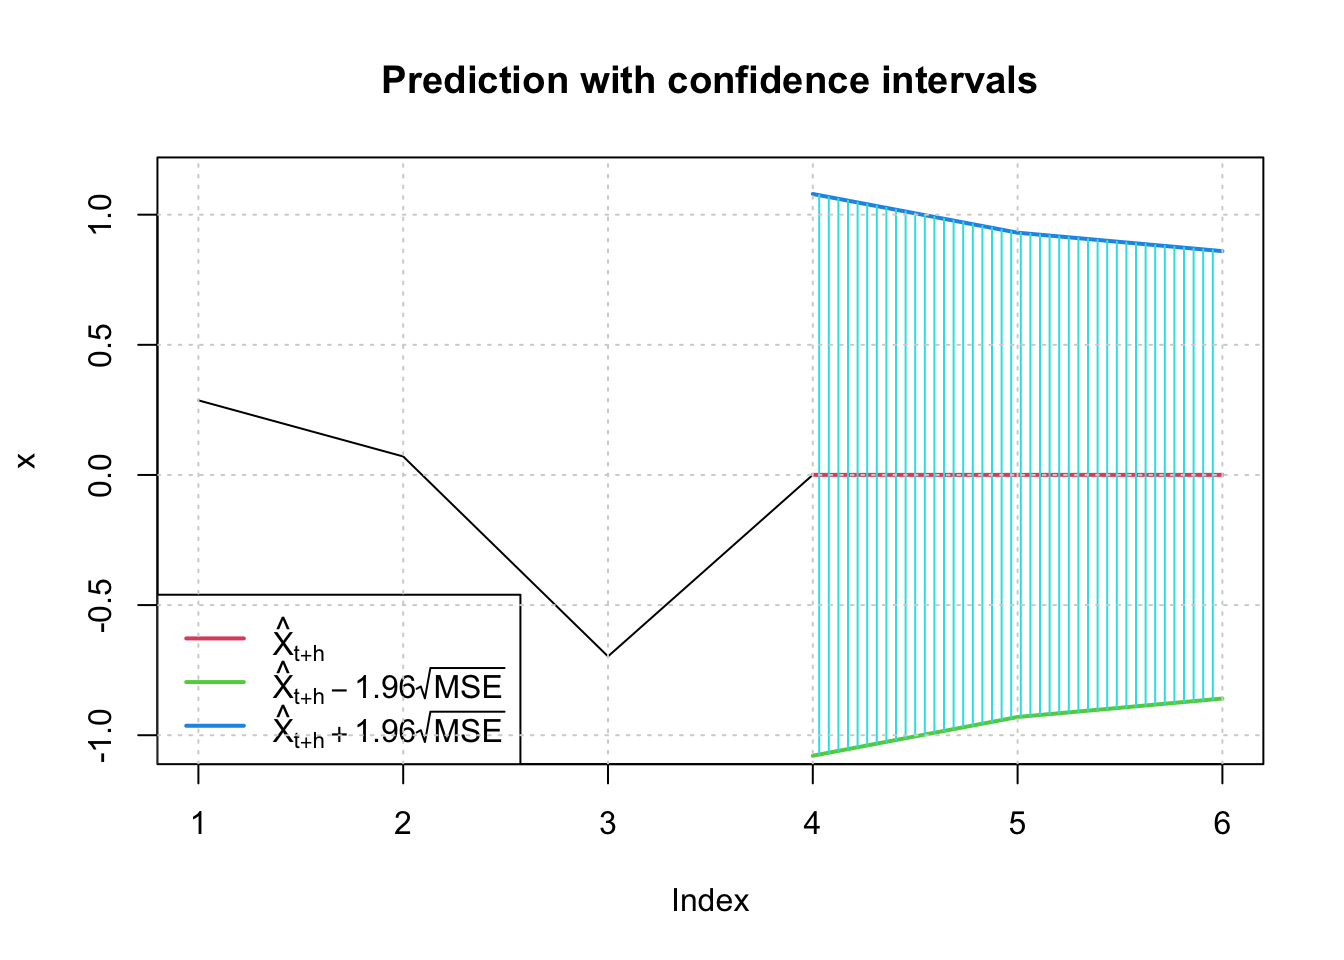 Prediction with confidence intervals
x
1.0
0.5
0.0
-0.5
-1.0
X̂t+h
X̂t+h − 1.96√MSE
X̂t+h + 1.96√MSE
1 2 3 4 5 6
Index